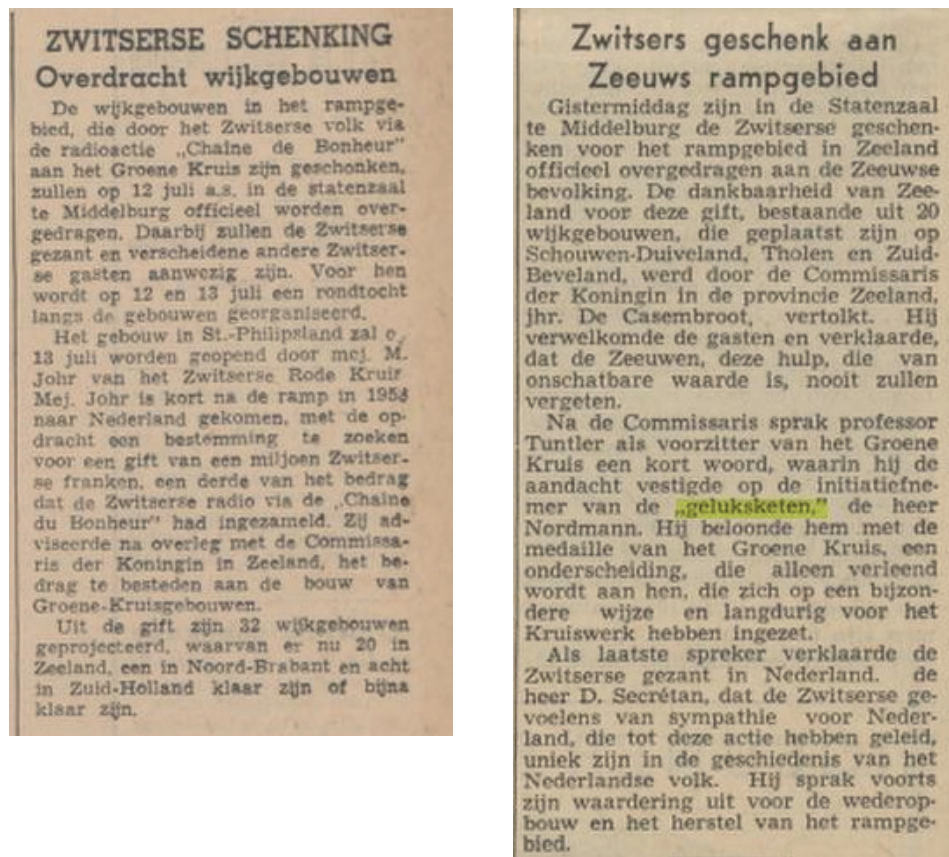 ZWITSERSE SCHENKING
Overdracht wijkgebouwen
De wijkgebouwen in het rampge-
bied, die door het Zwitserse volk via
de radioactie „Chaîne de Bonheur”
aan het Groene Kruis zijn geschonken,
zullen op 12 juli a.s. in de statenzaal
te Middelburg officieel worden over-
gedragen. Daarbij zullen de Zwitserse
gezant en verscheidene andere Zwitser-
se gasten aanwezig zijn. Voor hen
wordt op 12 en 13 juli een rondtocht
langs de gebouwen georganiseerd.
Het gebouw in St.-Philipsland zal
13 juli worden geopend door mej. M.
Johr van het Zwitserse Rode Kruis
Mej. Johr is kort na de ramp in 1953
naar Nederland gekomen, met de op-
dracht een bestemming te zoeken
voor een gift van een miljoen Zwitser-
se franken, een derde van het bedrag
dat de Zwitserse radio via de „Chaîne
du Bonheur” had ingezameld. Zij ad-
viseerde na overleg met de Commissa-
ris der Koningin in Zeeland, het be-
drag te besteden aan de bouw van
Groene-Kruisgebouwen.
Uit de gift zijn 32 wijkgebouwen
geprojecteerd, waarvan er nu 20 in
Zeeland, een in Noord-Brabant en acht
in Zuid-Holland klaar zijn of bijna
klaar zijn.
Zwitsers geschenk aan
Zeeuws rampgebied
Gistermiddag zijn in de Statenzaal
te Middelburg de Zwitserse geschen-
ken voor het rampgebied in Zeeland
officieel overgedragen aan de Zeeuwse
bevolking. De dankbaarheid van Zee-
land voor deze gift, bestaande uit 20
wijkgebouwen, die geplaatst zijn op
Schouwen-Duiveland, Tholen en Zuid-
Beveland, werd door de Commissaris
der Koningin in de provincie Zeeland,
jhr. De Casembroot, vertolkt. Hij
verwelkomde de gasten en verklaarde,
dat de Zeeuwen, deze hulp, die van
onschatbare waarde is, nooit zullen
vergeten.
Na de Commissaris sprak professor
Tuntler als voorzitter van het Groene
Kruis een kort woord, waarin hij de
aandacht vestigde op de initiatiefne-
mer van de „geluksketen,” de heer
Nordmann. Hij beloonde hem met de
medaille van het Groene Kruis, een
onderscheiding, die alleen verleend
wordt aan hen, die zich op een bijzon-
dere wijze en langdurig voor het
Kruiswerk hebben ingezet.
Als laatste spreker verklaarde de
Zwitserse gezant in Nederland. de
heer D. Secrétan, dat de Zwitserse ge-
voelens van sympathie voor Neder-
land, die tot deze actie hebben geleid,
uniek zijn in de geschiedenis van het
Nederlandse volk. Hij sprak voorts
zijn waardering uit voor de wederop-
bouw en het herstel van het rampge-
bied.